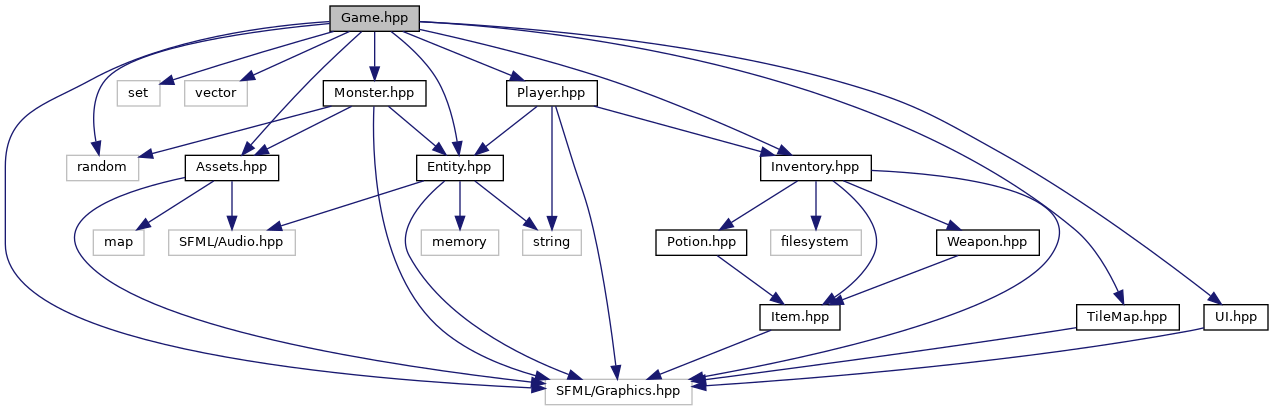 Game.hpp
set
vector
Monster.hpp
Player.hpp
random
Assets.hpp
Entity.hpp
Inventory.hpp
map
SFML/Audio.hpp
memory
string
Potion.hpp
filesystem
Weapon.hpp
Item.hpp
TileMap.hpp
UI.hpp
SFML/Graphics.hpp